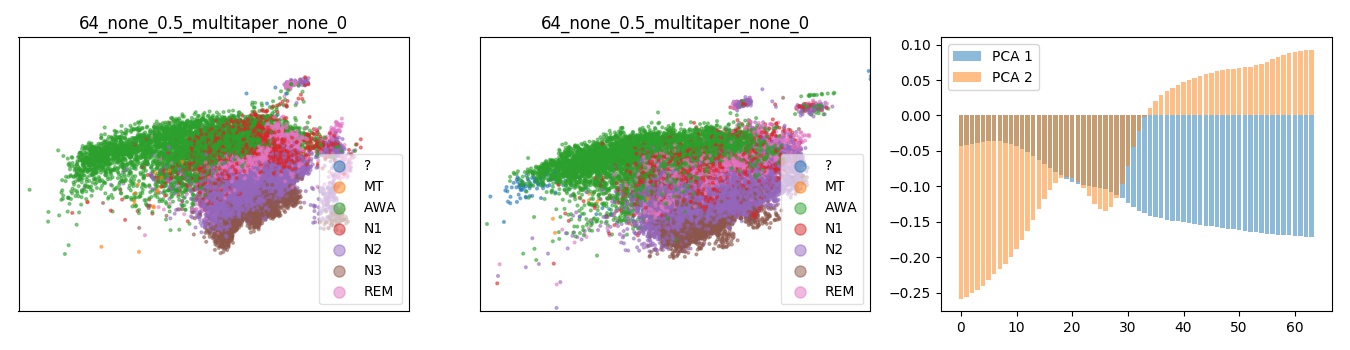 64_none_0.5_multitaper_none_0
?
MT
AWA
N1
N2
N3
REM
64_none_0.5_multitaper_none_0
?
MT
AWA
N1
N2
N3
REM
PCA 1
PCA 2
0.10
0.05
0.00
−0.05
−0.10
−0.15
−0.20
−0.25
0 10 20 30 40 50 60